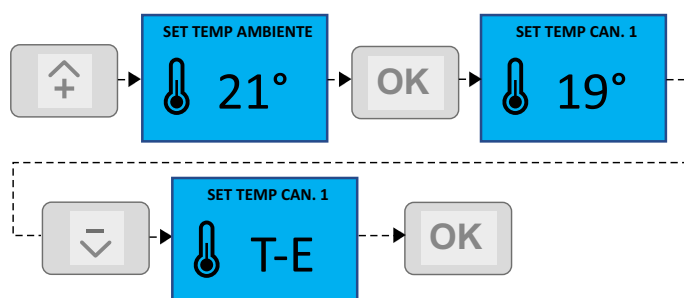 +
SET TEMP AMBIENTE
21°
OK
SET TEMP CAN. 1
19°
–
SET TEMP CAN. 1
T-E
OK